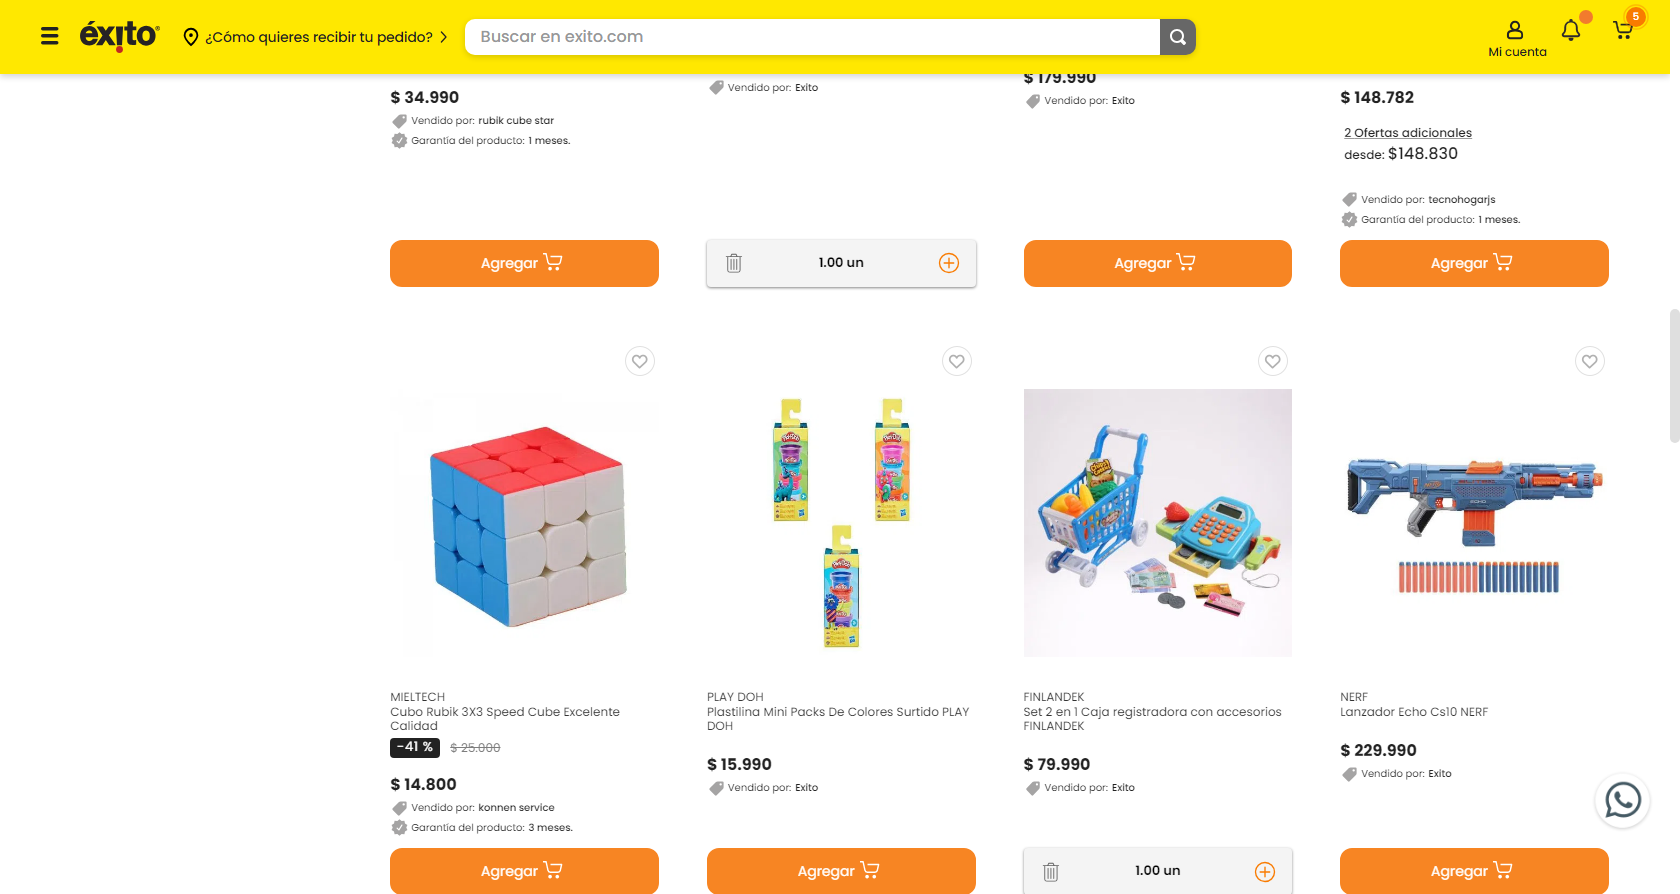 éxito
¿Cómo quieres recibir tu pedido?
Buscar en exito.com
Mi cuenta
5
$ 34.990
Vendido por: rubik cube star
Garantía del producto: 1 meses.
Vendido por: Exito
$ 179.990
Vendido por: Exito
$ 148.782
2 Ofertas adicionales
desde: $148.830
Vendido por: tecnohogarjs
Garantía del producto: 1 meses.
Agregar
1.00 un
Agregar
Agregar
Play-Doh
Play-Doh
Play-Doh
MIELTECH
Cubo Rubik 3X3 Speed Cube Excelente
Calidad
-41 % $ 25.000
$ 14.800
Vendido por: konnen service
Garantía del producto: 3 meses.
PLAY DOH
Plastilina Mini Packs De Colores Surtido PLAY
DOH
$ 15.990
Vendido por: Exito
FINLANDEK
Set 2 en 1 Caja registradora con accesorios
FINLANDEK
$ 79.990
Vendido por: Exito
NERF
Lanzador Echo Cs10 NERF
$ 229.990
Vendido por: Exito
Agregar
Agregar
1.00 un
Agregar